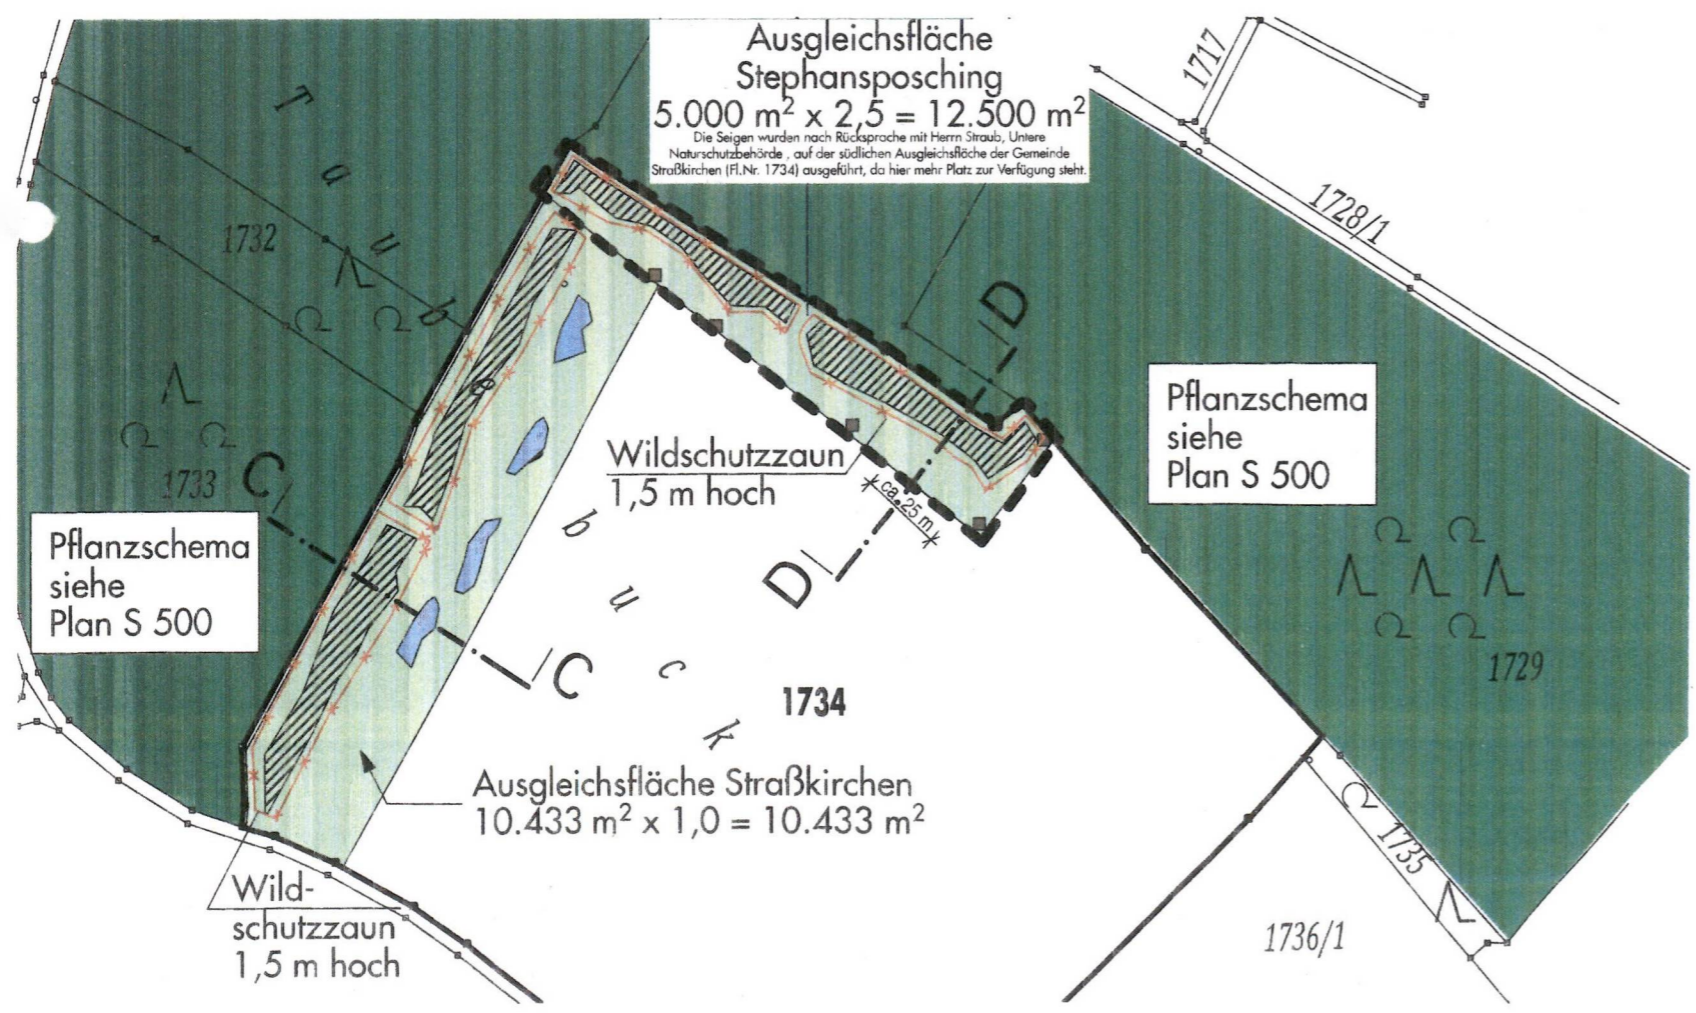 Ausgleichsfläche
Stephansposching
5.000 m² x 2,5 = 12.500 m²
Die Seigen wurden nach Rücksprache mit Herrn Straub, Untere
Naturschutzbehörde , auf der südlichen Ausgleichsfläche der Gemeinde
Straßkirchen (Fl.Nr. 1734) ausgeführt, da hier mehr Platz zur Verfügung steht.
1717
1728/1
T a u b e
1732
1733
C
D
Pflanzschema
siehe
Plan S 500
Wildschutzzaun
1,5 m hoch
ca. 25 m
Pflanzschema
siehe
Plan S 500
D
C
b u c k
1734
1729
Ausgleichsfläche Straßkirchen
10.433 m² x 1,0 = 10.433 m²
1735
1736/1
Wild-
schutzzaun
1,5 m hoch